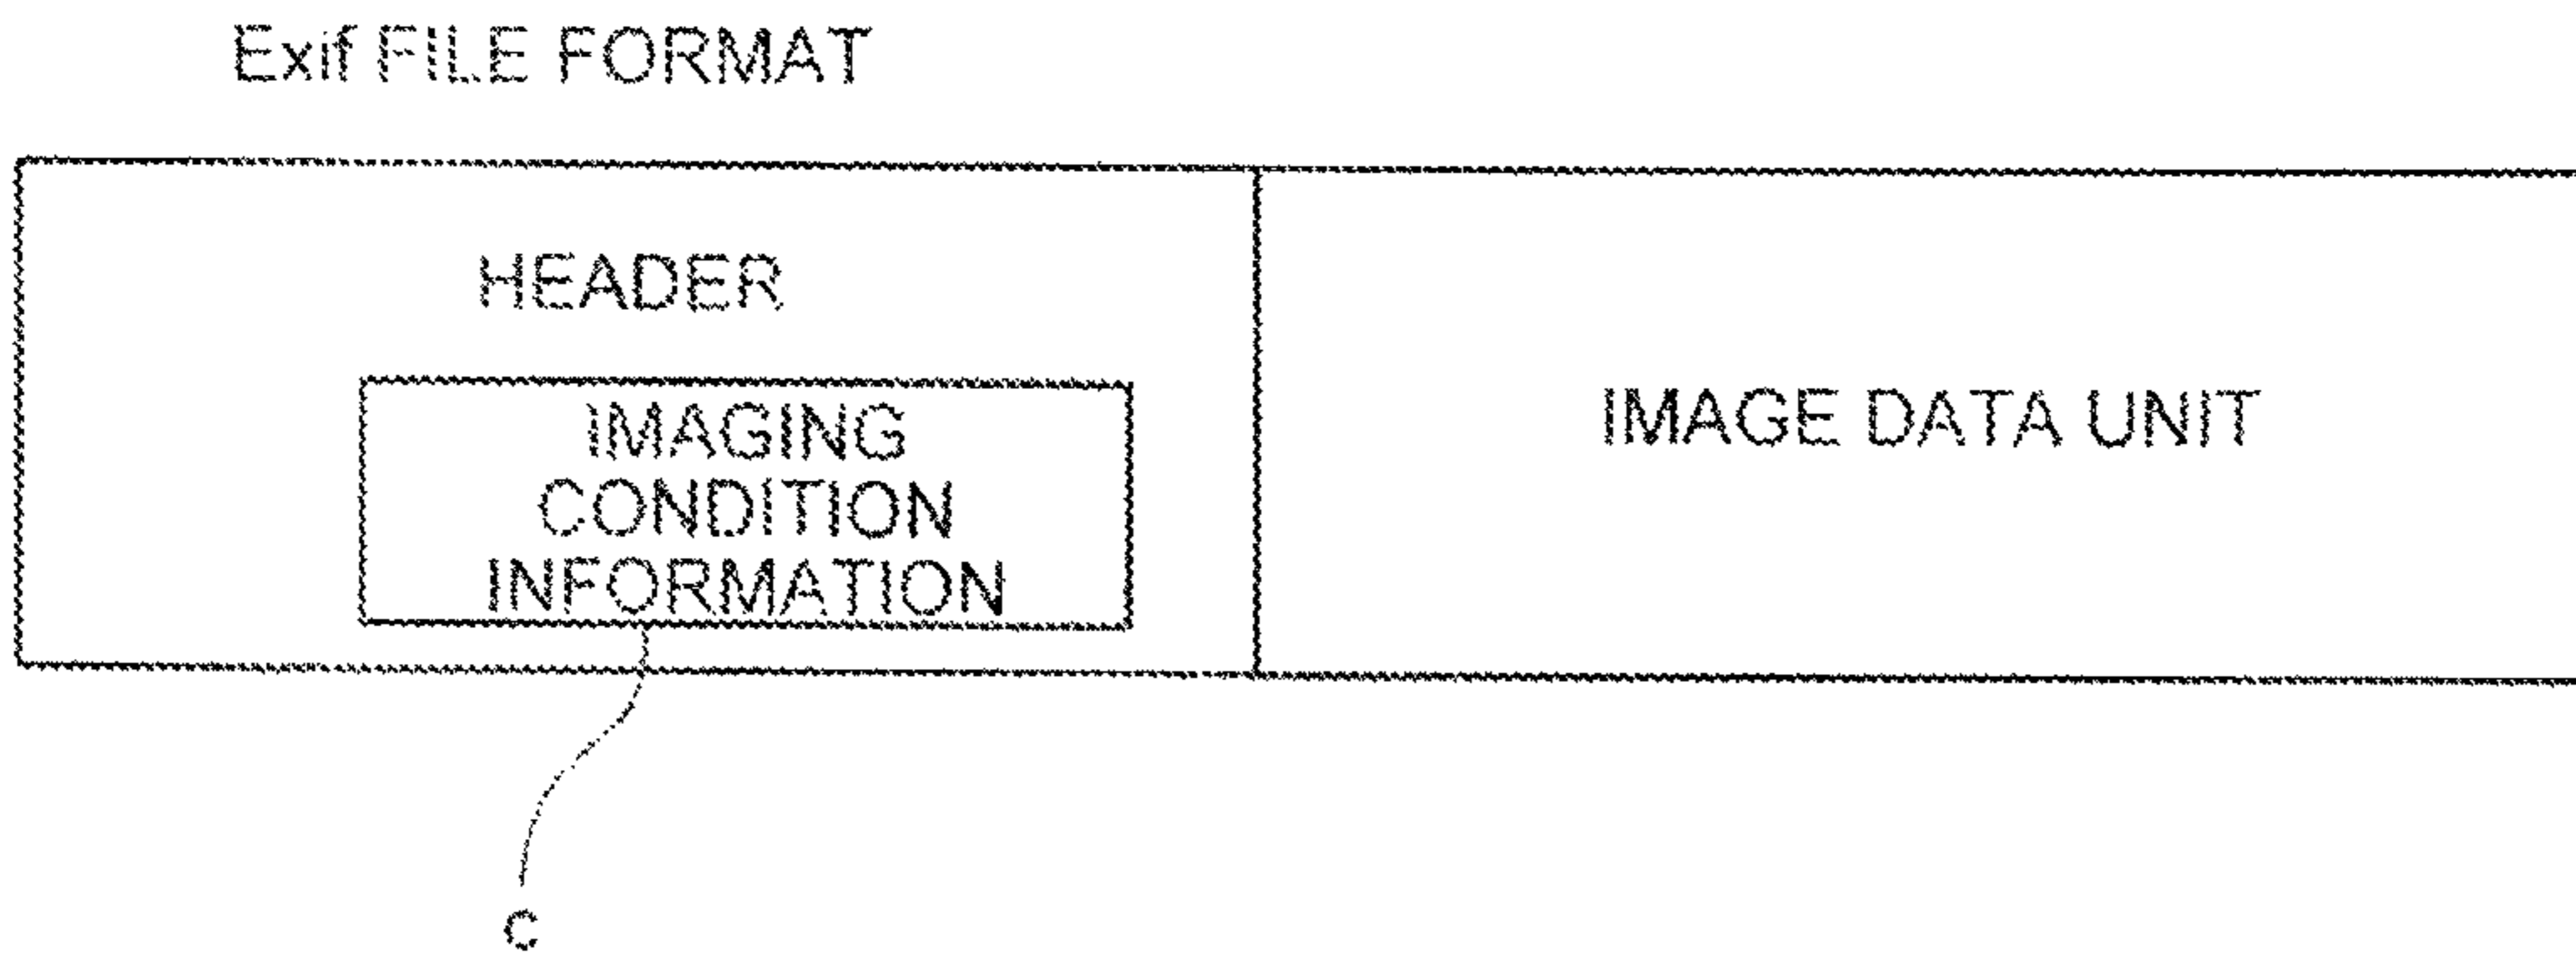 Exif FILE FORMAT
HEADER
IMAGING
CONDITION
INFORMATION
IMAGE DATA UNIT
C